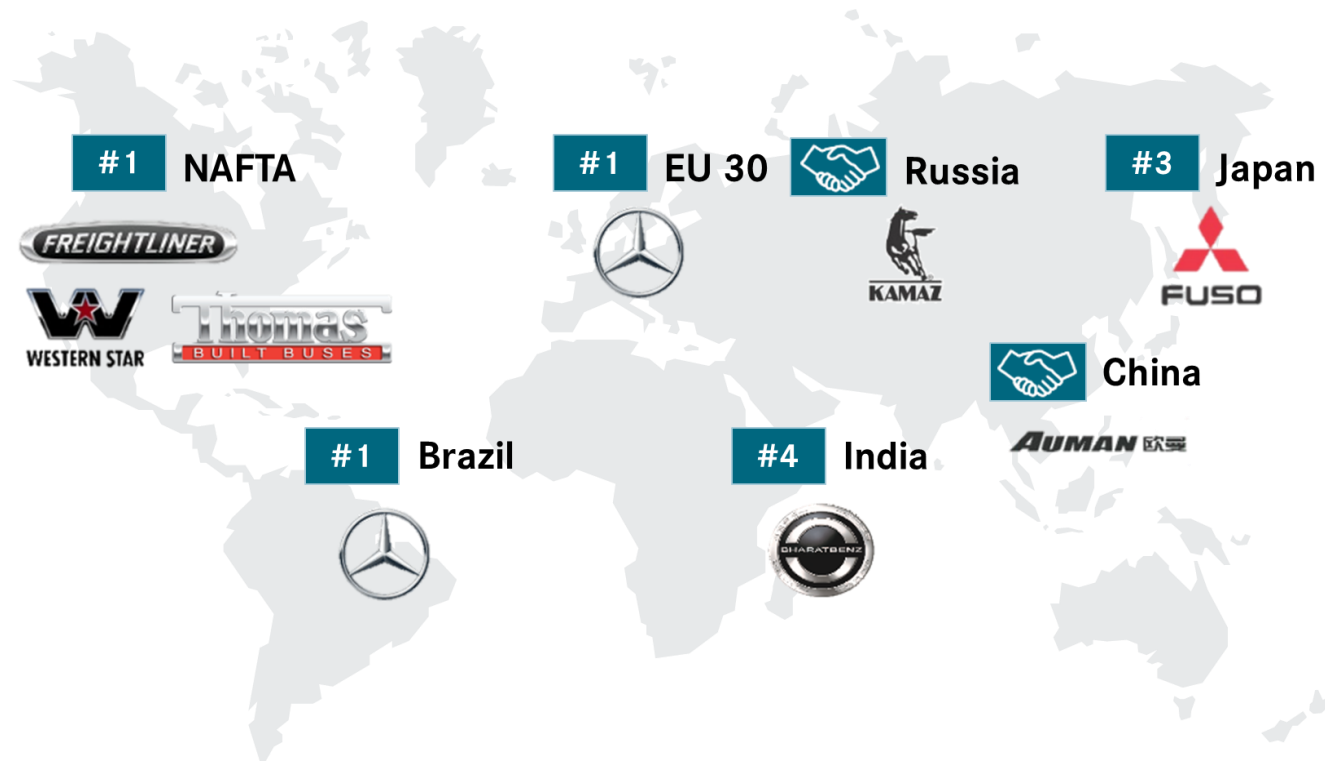 #1 NAFTA
FREIGHTLINER
WESTERN STAR
Thomas
BUILT BUSES
#1 EU 30
Russia
KAMAZ
#3 Japan
FUSO
China
AUMAN 欧曼
#1 Brazil
#4 India
BHARATBENZ